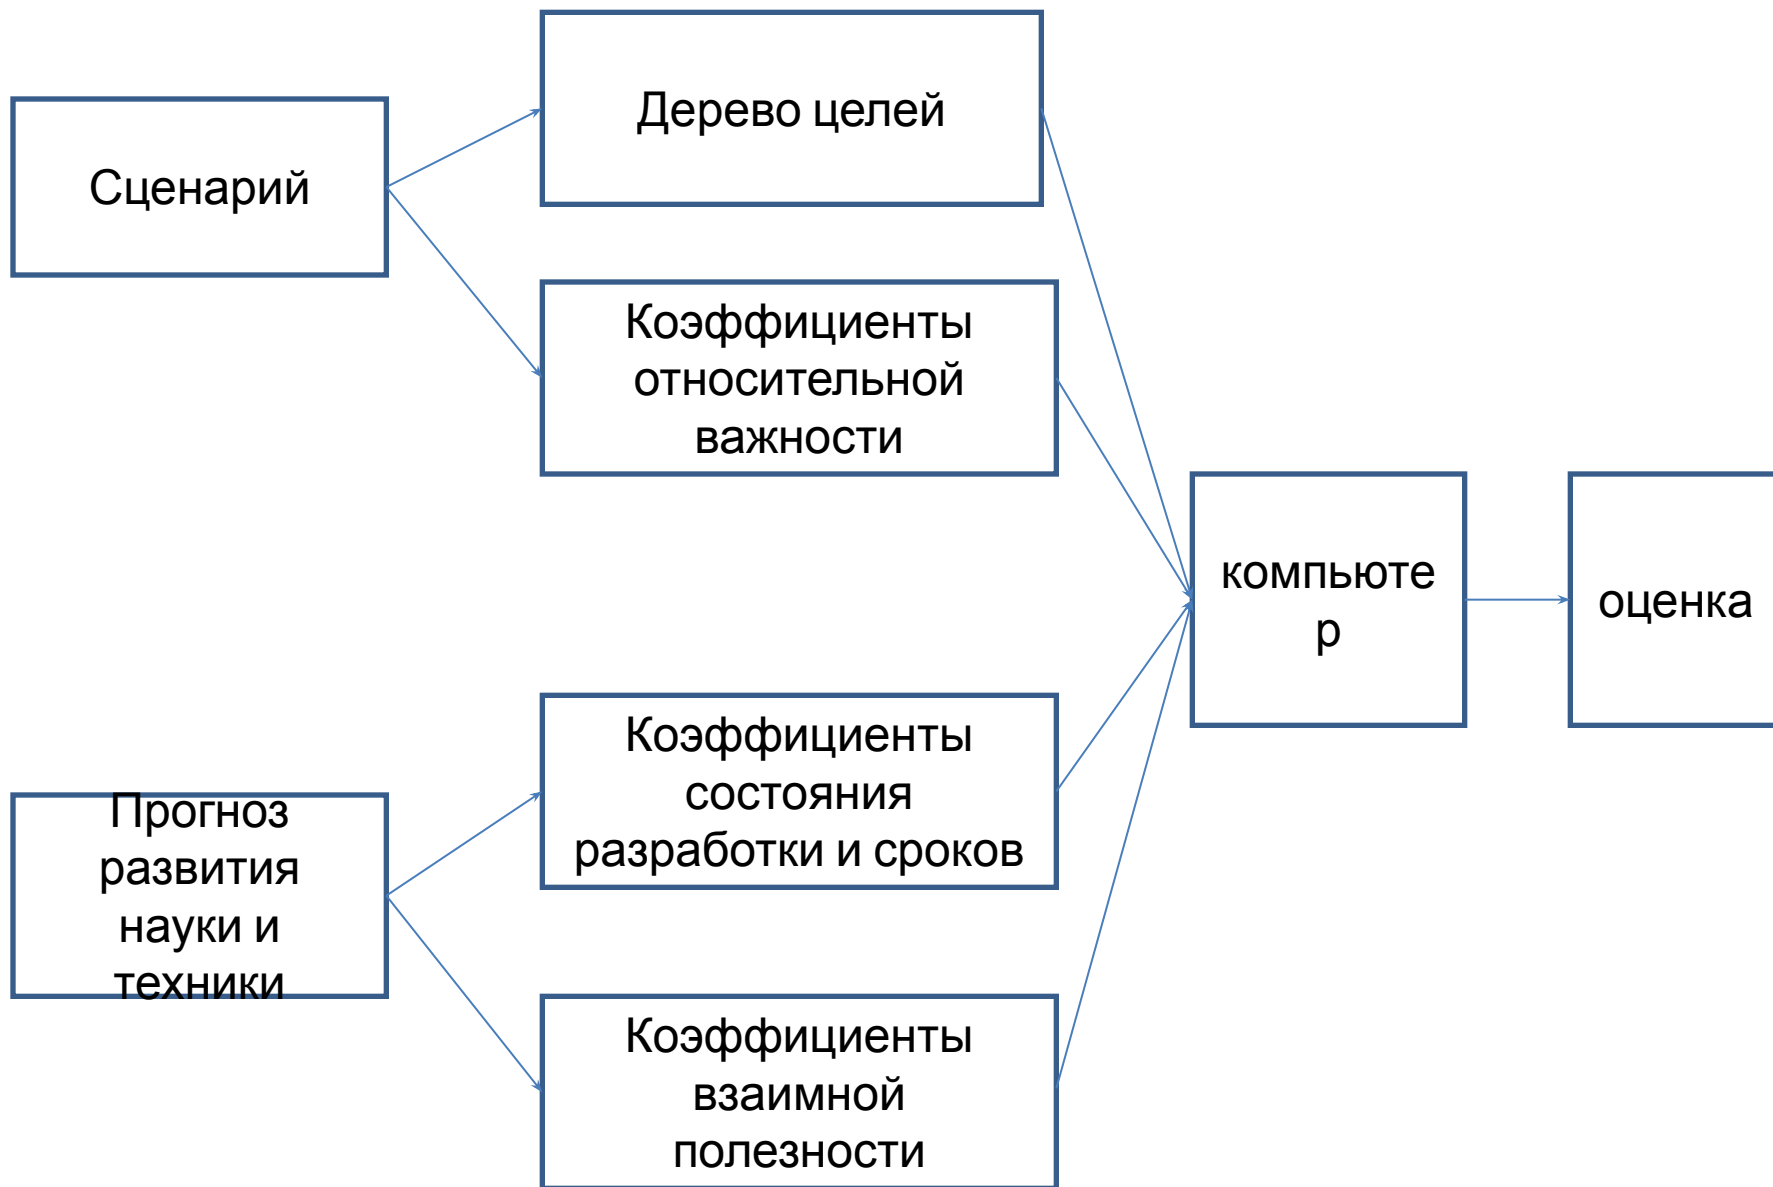 Сценарий
Дерево целей
Коэффициенты
относительной
важности
Прогноз
развития
науки и
техники
Коэффициенты
состояния
разработки и сроков
Коэффициенты
взаимной
полезности
компьюте
р
оценка